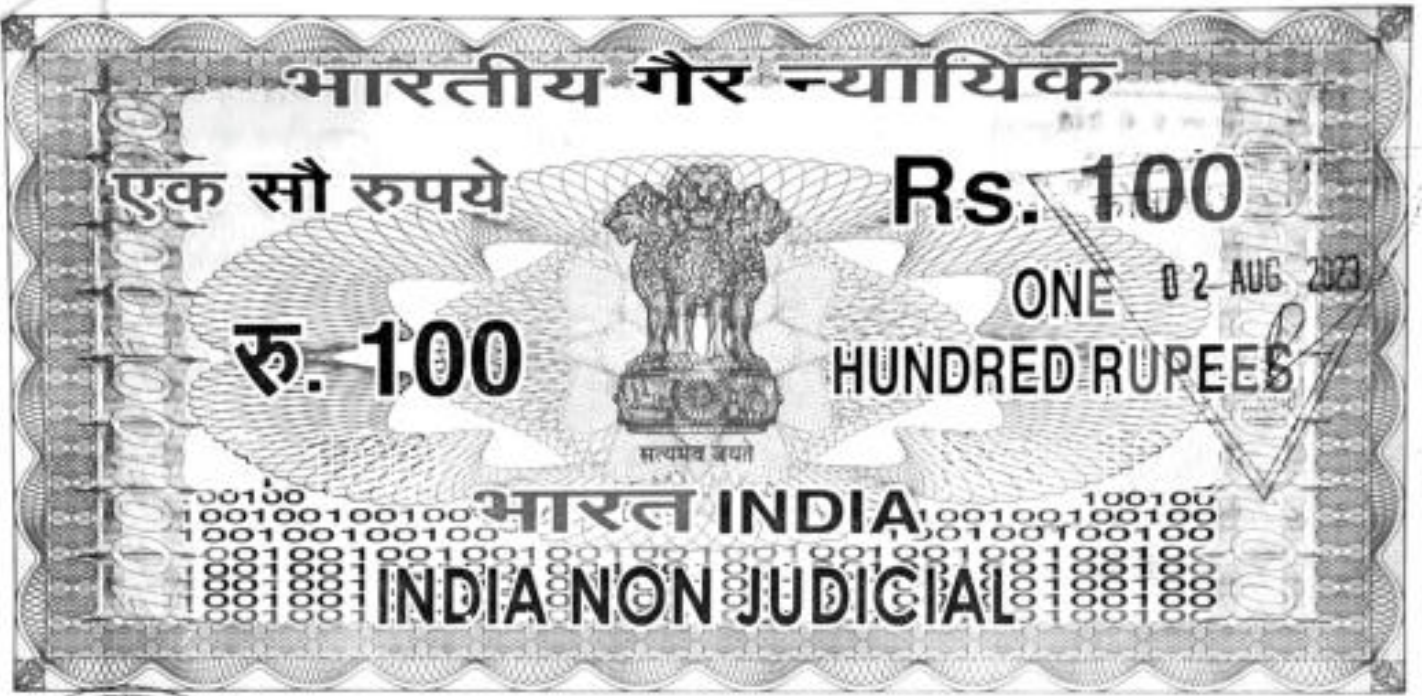 भारतीय गैर न्यायिक
एक सौ रुपये
Rs. 100
रु. 100
ONE
02 AUG 2023
HUNDRED RUPEES
सत्यमेव जयते
भारत INDIA
INDIA NON JUDICIAL